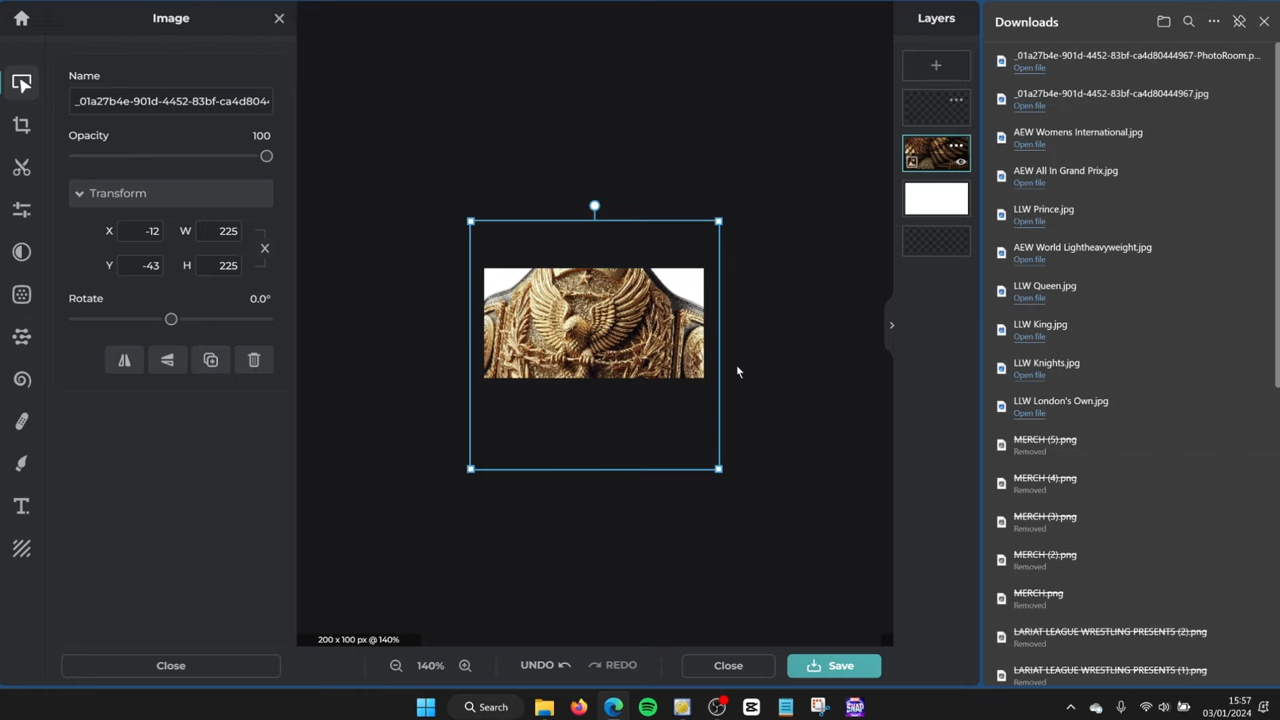 Image
Name
_01a27b4e-901d-4452-83bf-ca4d804
Opacity 100
Transform
X -12 W 225
Y -43 H 225
Rotate 0.0°
Close
200 x 100 px @ 140%
140%
UNDO
REDO
Close
Save
Layers
Downloads
_01a27b4e-901d-4452-83bf-ca4d80444967-PhotoRoom.p...
Open file
_01a27b4e-901d-4452-83bf-ca4d80444967.jpg
Open file
AEW Womens International.jpg
Open file
AEW All In Grand Prix.jpg
Open file
LLW Prince.jpg
Open file
AEW World Lightheavyweight.jpg
Open file
LLW Queen.jpg
Open file
LLW King.jpg
Open file
LLW Knights.jpg
Open file
LLW London's Own.jpg
Open file
MERCH (5).png
Removed
MERCH (4).png
Removed
MERCH (3).png
Removed
MERCH (2).png
Removed
MERCH.png
Removed
LARIAT LEAGUE WRESTLING PRESENTS (2).png
Removed
LARIAT LEAGUE WRESTLING PRESENTS (1).png
Removed
Search
SNAP
15:57
03/01/2024